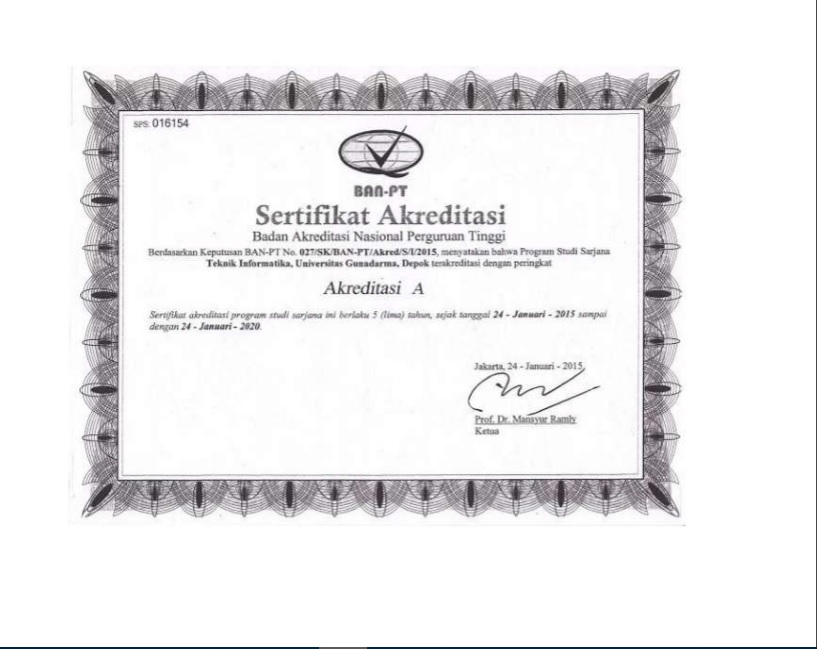 SPS: 016154
BAN-PT
Sertifikat Akreditasi
Badan Akreditasi Nasional Perguruan Tinggi
Berdasarkan Keputusan BAN-PT No. 027/SK/BAN-PT/Akred/S/I/2015, menyatakan bahwa Program Studi Sarjana
Teknik Informatika, Universitas Gunadarma, Depok terakreditasi dengan peringkat
Akreditasi A
Sertifikat akreditasi program studi sarjana ini berlaku 5 (lima) tahun, sejak tanggal 24 - Januari - 2015 sampai
dengan 24 - Januari - 2020.
Jakarta, 24 - Januari - 2015
Prof. Dr. Mansyur Ramly
Ketua